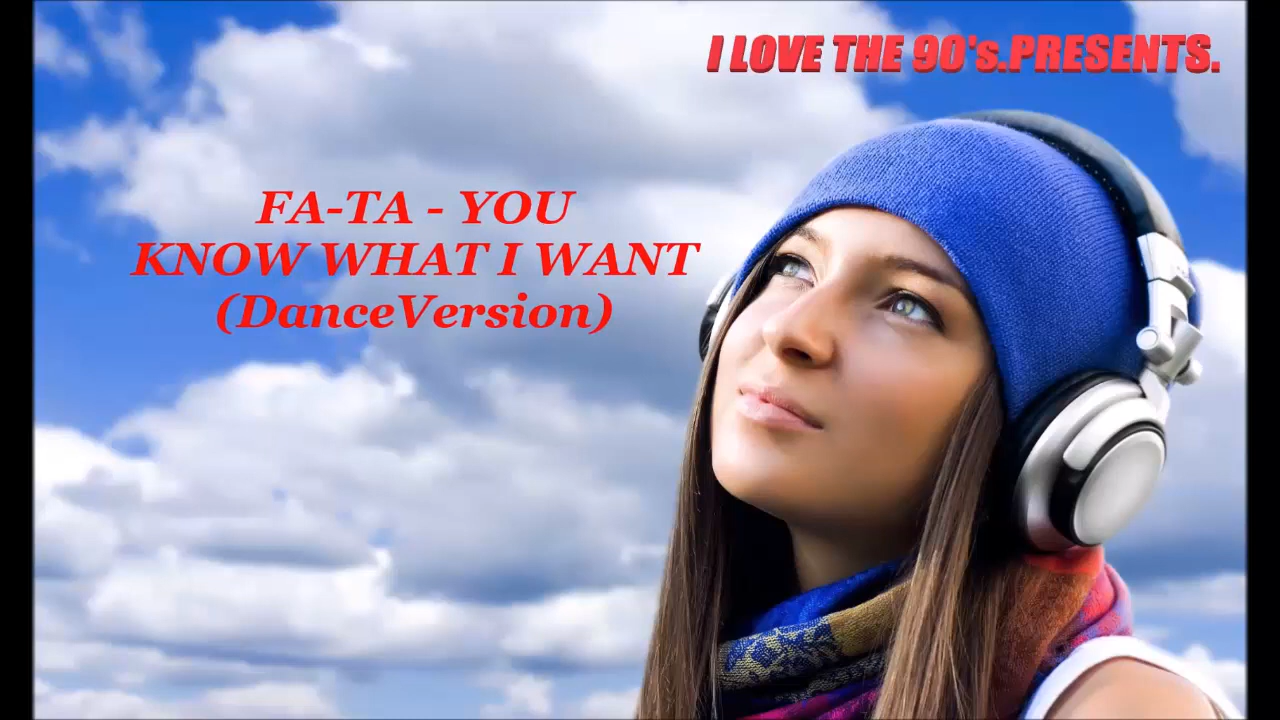 I LOVE THE 90's.PRESENTS.
FA-TA - YOU
KNOW WHAT I WANT
(DanceVersion)